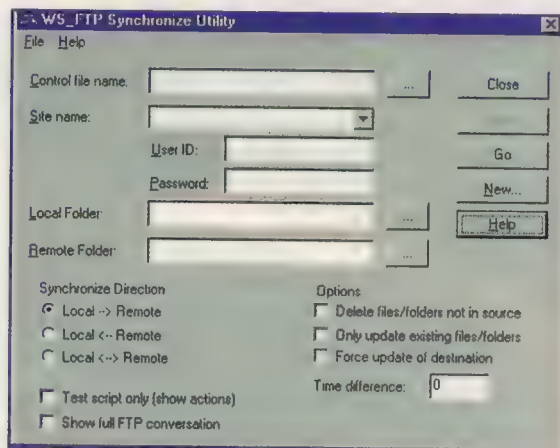 WS_FTP Synchronize Utility
File Help
Control file name: ... Close
Site name:
User ID: Go
Password: New...
Local Folder ... Help
Remote Folder ...
Synchronize Direction Options
Local --> Remote Delete files/folders not in source
Local <-- Remote Only update existing files/folders
Local <--> Remote Force update of destination
Time difference: 0
Test script only (show actions)
Show full FTP conversation